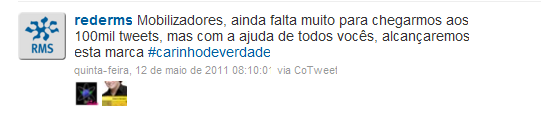 rederms Mobilizadores, ainda falta muito para chegarmos aos
100mil tweets, mas com a ajuda de todos vocês, alcançaremos
esta marca #carinhodeverdade
quinta-feira, 12 de maio de 2011 08:10:01 via CoTweet
RMS